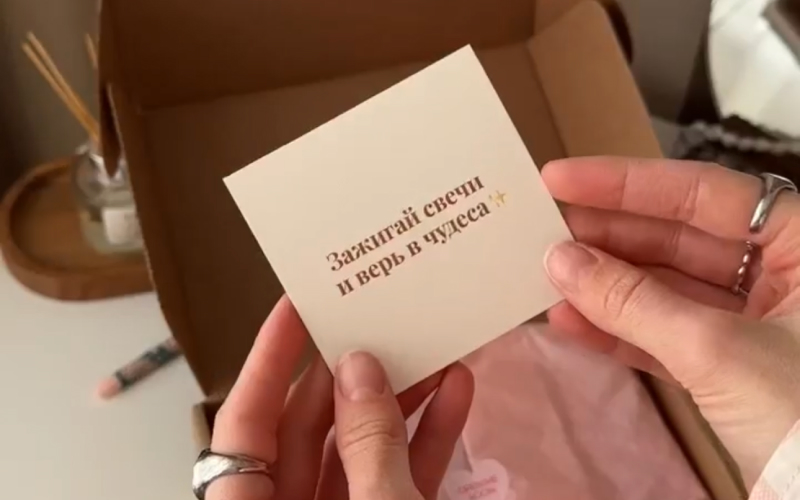 Зажигай свечи
и верь в чудеса✨